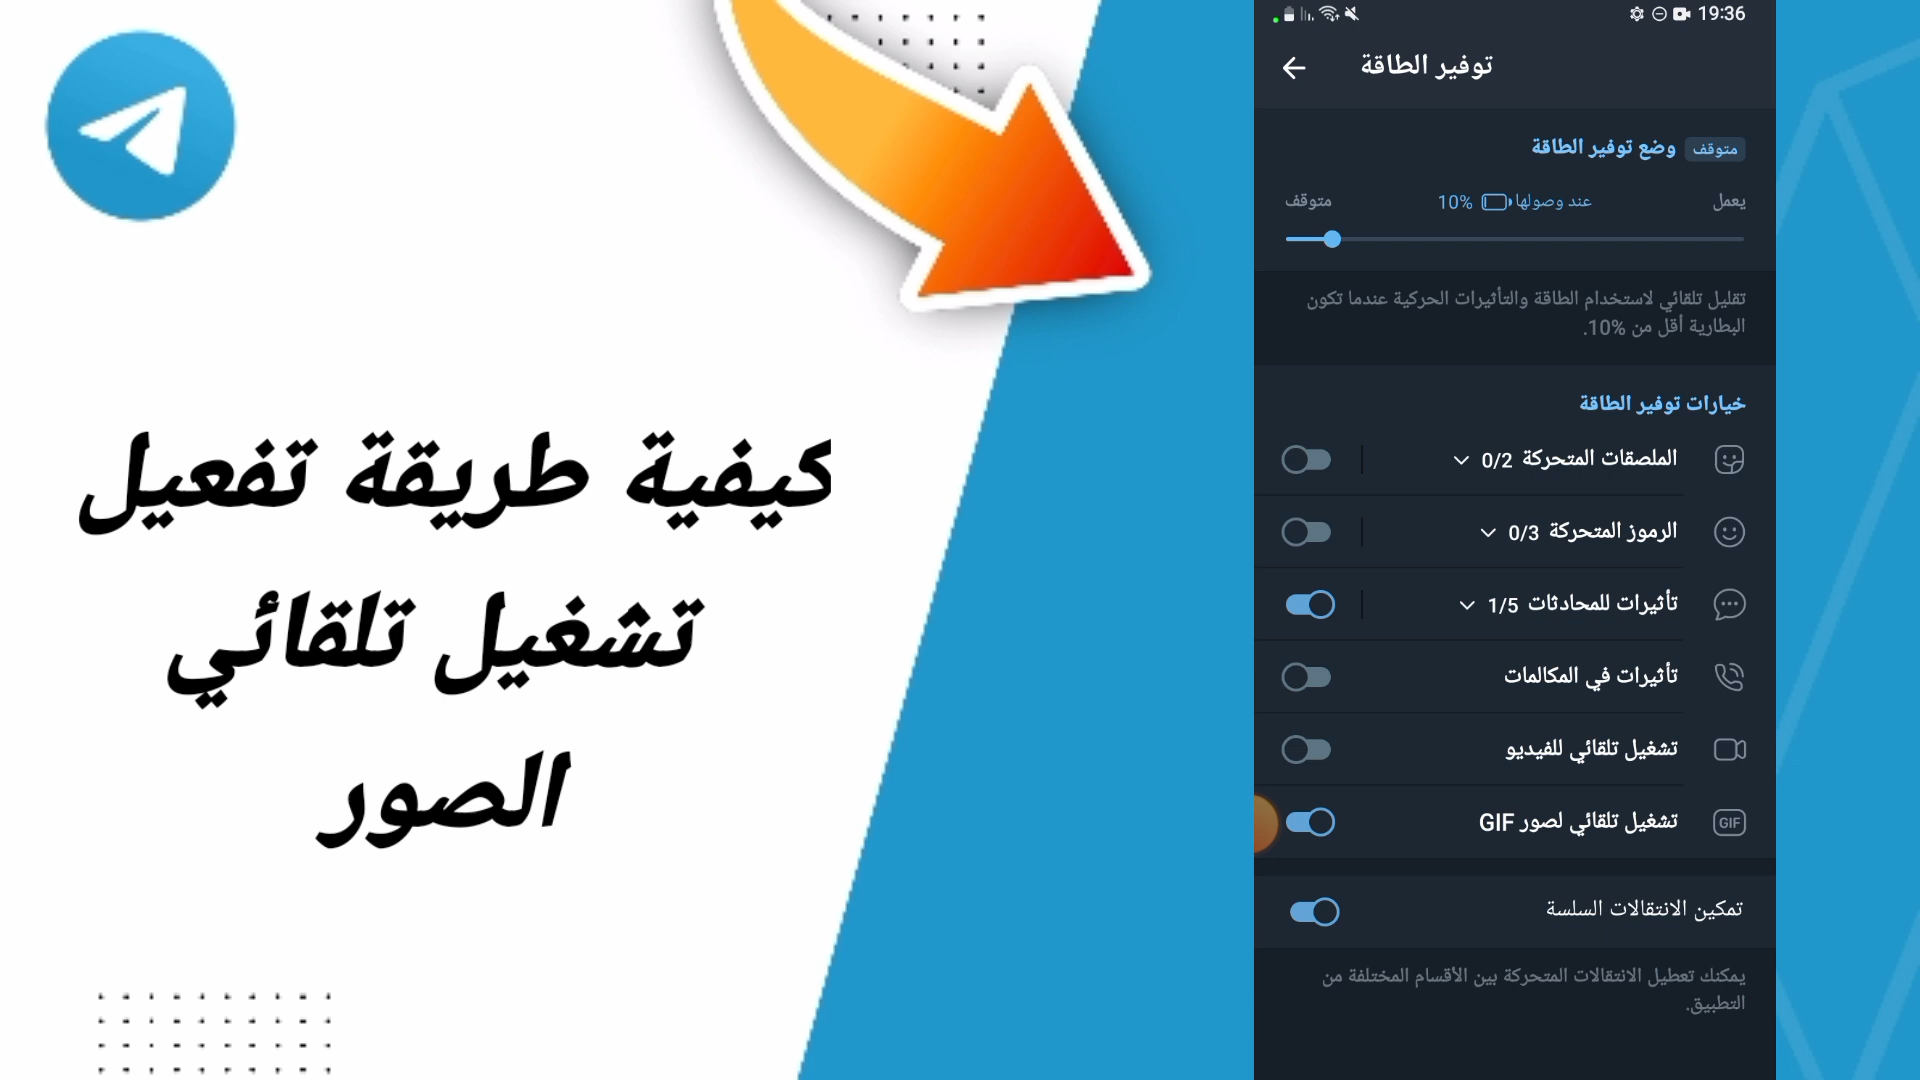 كيفية طريقة تفعيل
تشغيل تلقائي
الصور
19:36
توفير الطاقة
وضع توفير الطاقة متوقف
يعمل عند وصولها 10% متوقف
تقليل تلقائي لاستخدام الطاقة والتأثيرات الحركية عندما تكون
البطارية أقل من 10%.
خيارات توفير الطاقة
الملصقات المتحركة 0/2
الرموز المتحركة 0/3
تأثيرات للمحادثات 1/5
تأثيرات في المكالمات
تشغيل تلقائي للفيديو
تشغيل تلقائي لصور GIF
GIF
تمكين الانتقالات السلسة
يمكنك تعطيل الانتقالات المتحركة بين الأقسام المختلفة من
التطبيق.